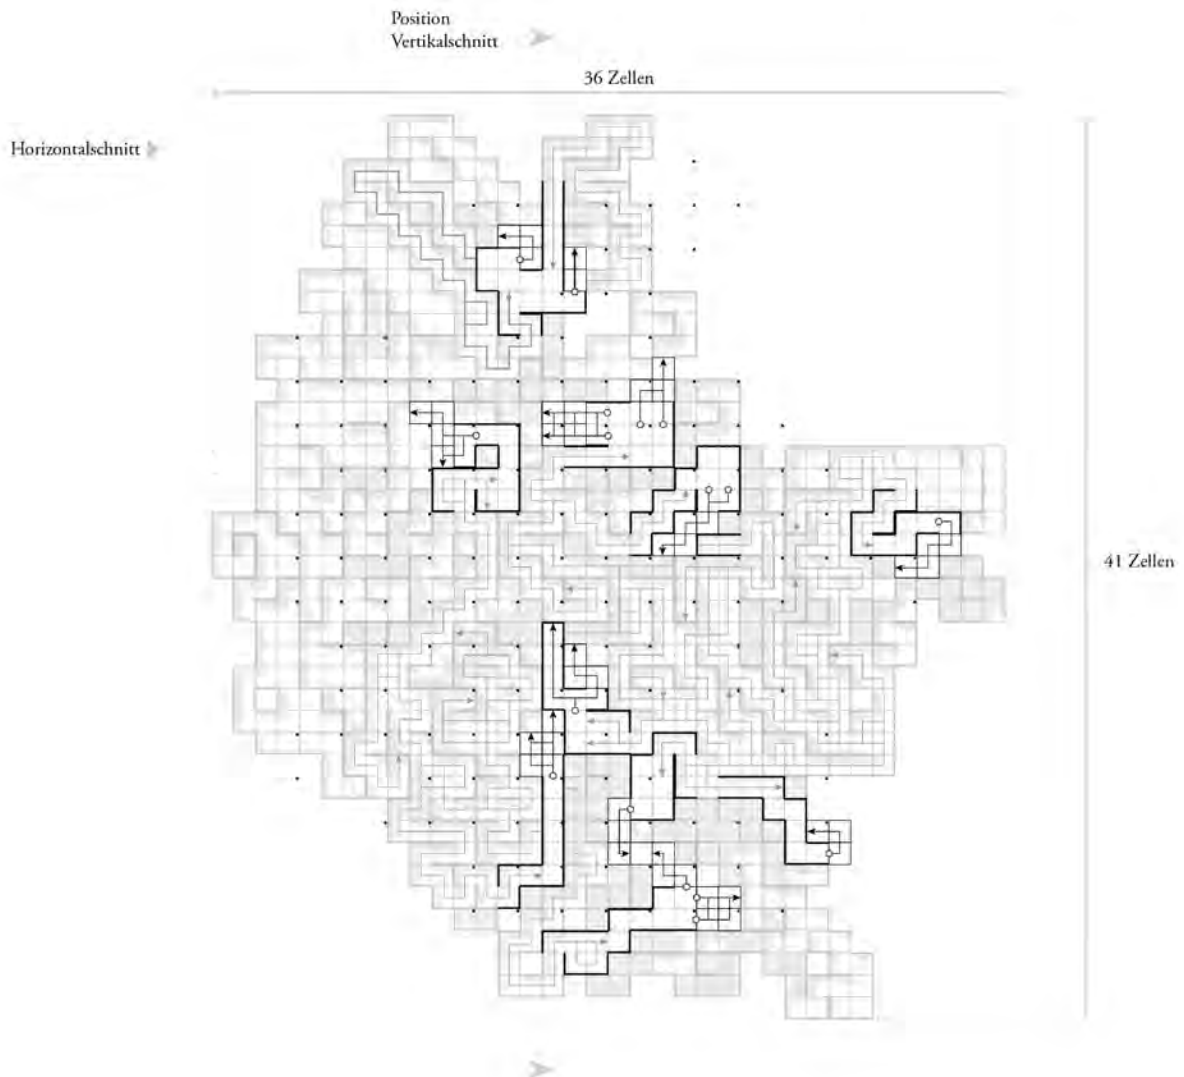 Position
Vertikalschnitt
36 Zellen
Horizontalschnitt
41 Zellen